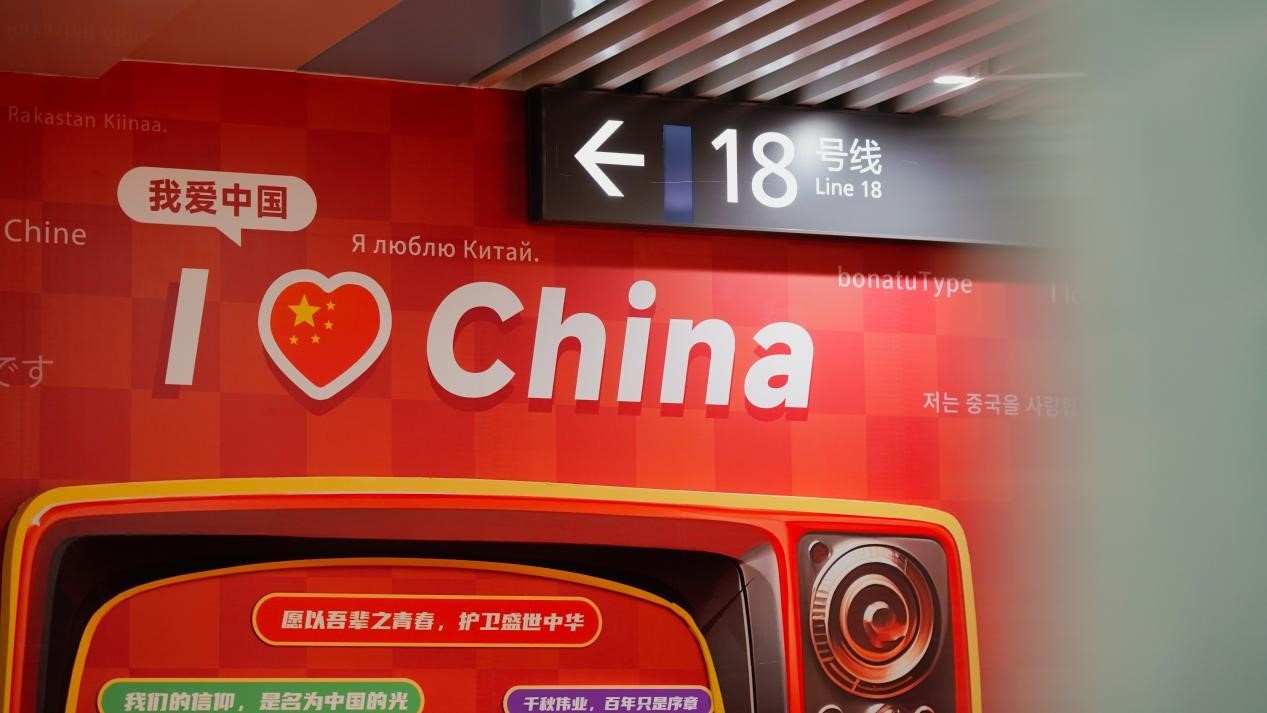 Rakastan Kiinaa.
18 号线
Line 18
我爱中国
Chine
Я люблю Китай.
bonatuType
I China
です
저는 중국을
愿以吾辈之青春，护卫盛世中华
我们的信仰，是名为中国的光
千秋伟业，百年只是序章